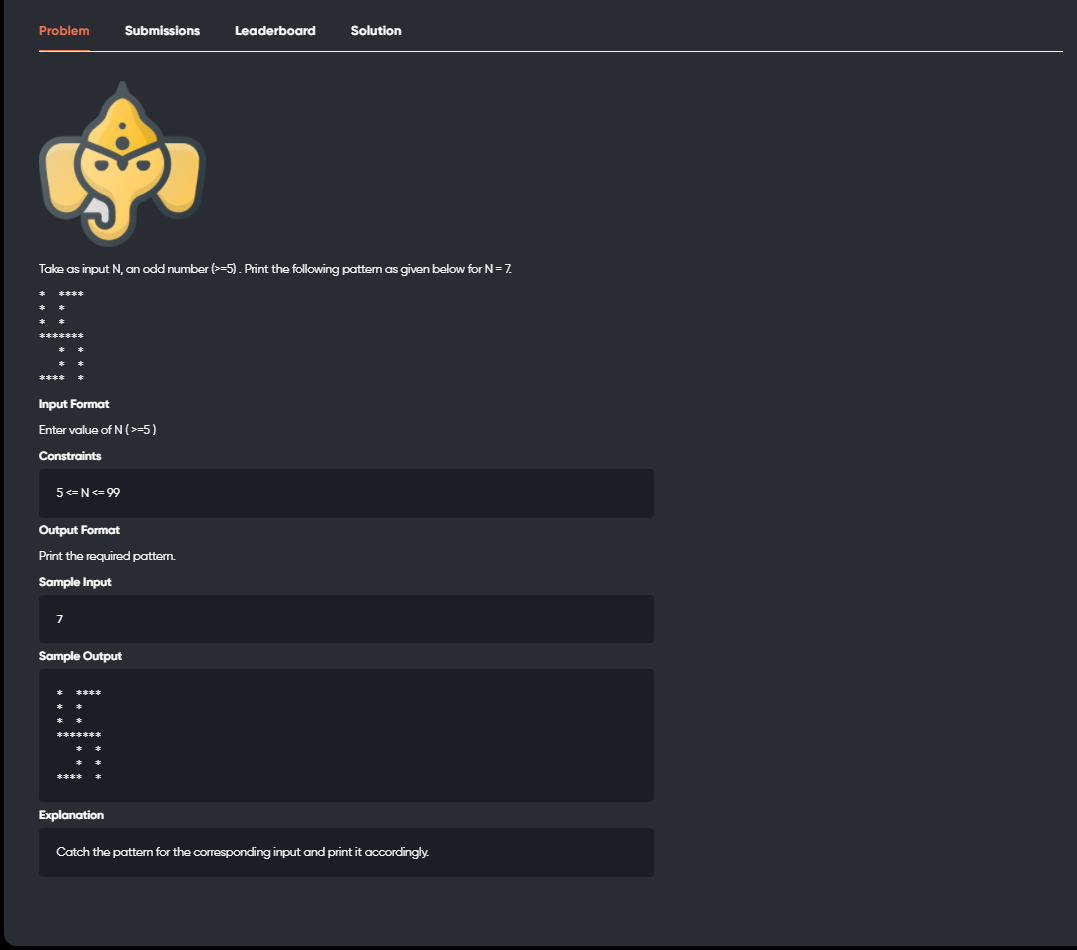 Problem Submissions Leaderboard Solution
Take as input N, an odd number (>=5) . Print the following pattern as given below for N = 7.
*  ****
*  *
*  *
*******
   *  *
   *  *
****  *
Input Format
Enter value of N ( >=5 )
Constraints
5 <= N <= 99
Output Format
Print the required pattern.
Sample Input
7
Sample Output
*  ****
*  *
*  *
*******
   *  *
   *  *
****  *
Explanation
Catch the pattern for the corresponding input and print it accordingly.